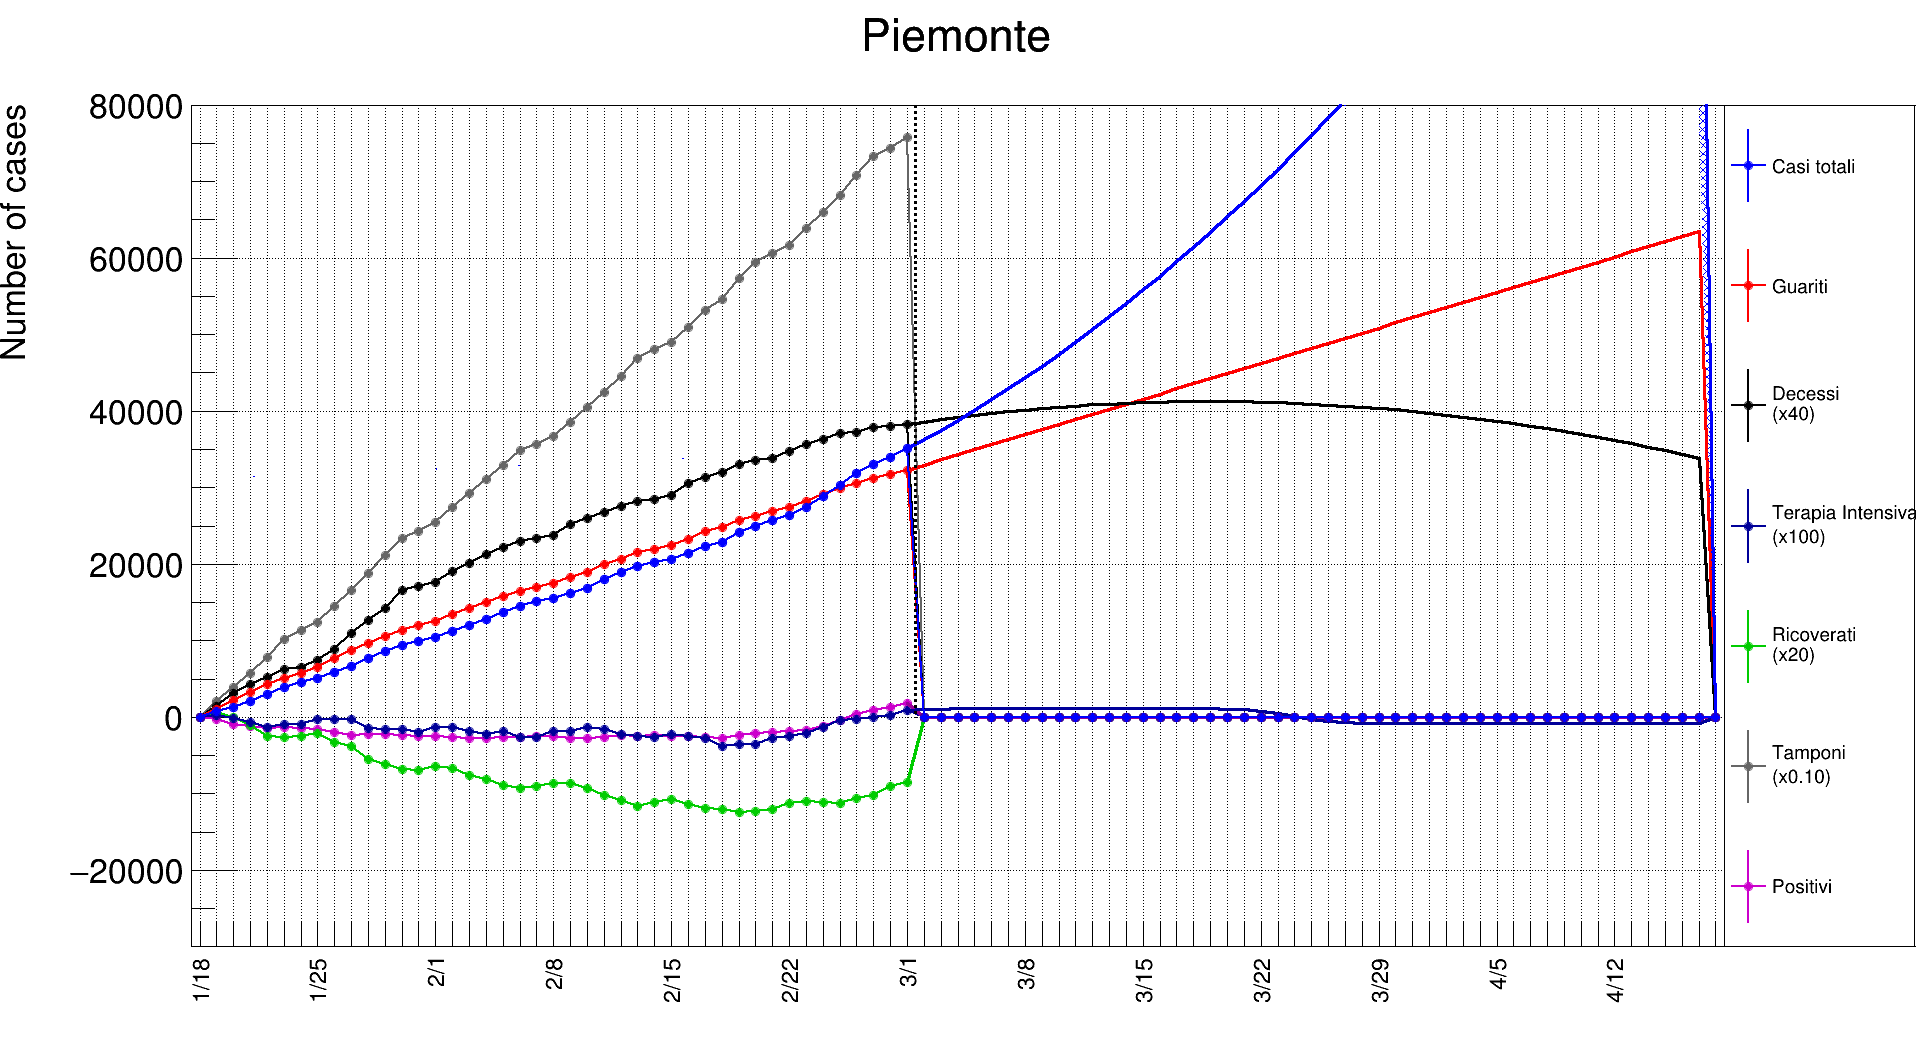 Piemonte
Number of cases
80000
60000
40000
20000
0
−20000
1/18
1/25
2/1
2/8
2/15
2/22
3/1
3/8
3/15
3/22
3/29
4/5
4/12
Casi totali
Guariti
Decessi
(x40)
Terapia Intensiva
(x100)
Ricoverati
(x20)
Tamponi
(x0.10)
Positivi